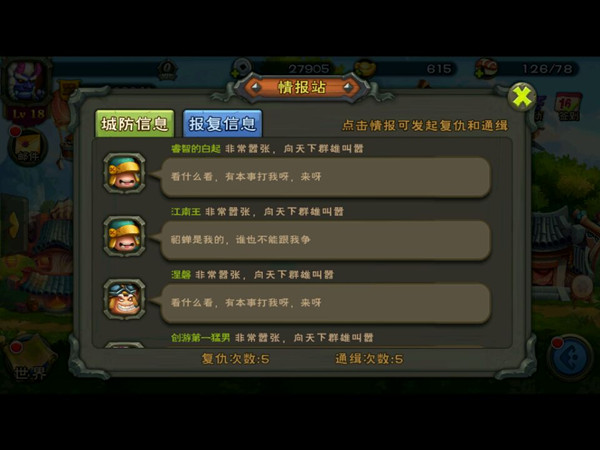 27905
615
126/78
情报站
Lv 18
城防信息 报复信息
点击情报可发起复仇和通缉
签到
邮件
睿智的白起 非常嚣张，向天下群雄叫嚣
看什么看，有本事打我呀，来呀
江南王 非常嚣张，向天下群雄叫嚣
貂蝉是我的，谁也不能跟我争
涅磐 非常嚣张，向天下群雄叫嚣
看什么看，有本事打我呀，来呀
创游第一猛男 非常嚣张，向天下群雄叫嚣
复仇次数:5 通缉次数:5
世界